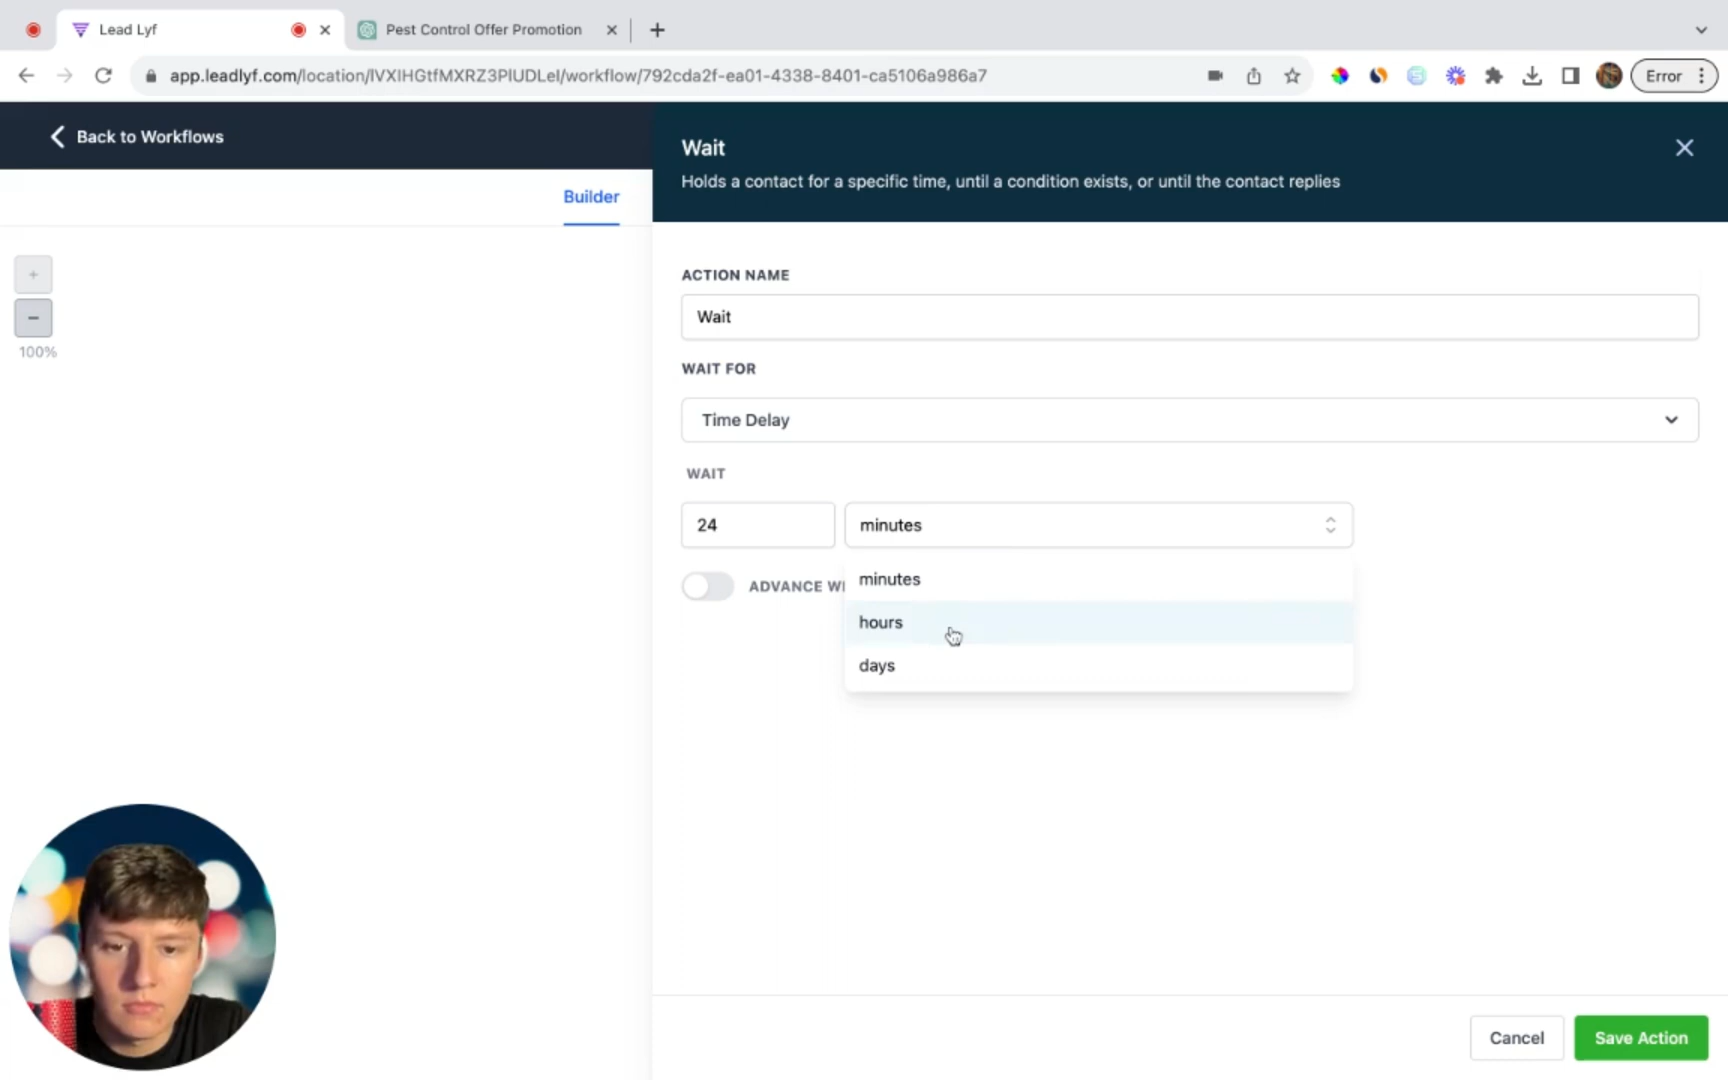 Lead Lyf
Pest Control Offer Promotion
app.leadlyf.com/location/IVXIHGtfMXRZ3PIUDLeI/workflow/792cda2f-ea01-4338-8401-ca5106a986a7
Error
Back to Workflows
Builder
+
−
100%
Wait
Holds a contact for a specific time, until a condition exists, or until the contact replies
ACTION NAME
Wait
WAIT FOR
Time Delay
WAIT
24
minutes
ADVANCE WI
minutes
hours
days
Cancel
Save Action